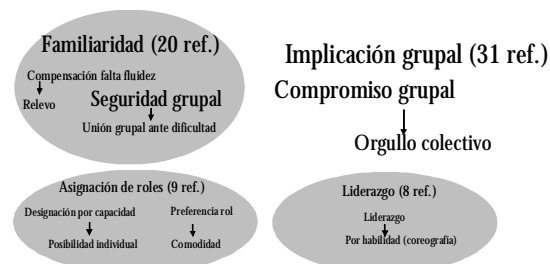 Familiaridad (20 ref.)
Compensación falta fluidez
Relevo
Seguridad grupal
Unión grupal ante dificultad
Implicación grupal (31 ref.)
Compromiso grupal
Orgullo colectivo
Asignación de roles (9 ref.)
Designación por capacidad
Preferencia rol
Posibilidad individual
Comodidad
Liderazgo (8 ref.)
Liderazgo
Por habilidad (coreografía)